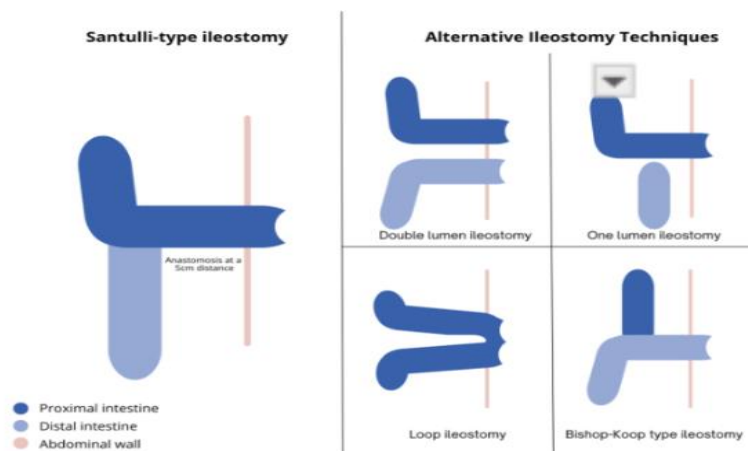 Santulli-type ileostomy
Anastomosis at a
5cm distance
Proximal intestine
Distal intestine
Abdominal wall
Alternative Ileostomy Techniques
Double lumen ileostomy
One lumen ileostomy
Loop ileostomy
Bishop-Koop type ileostomy